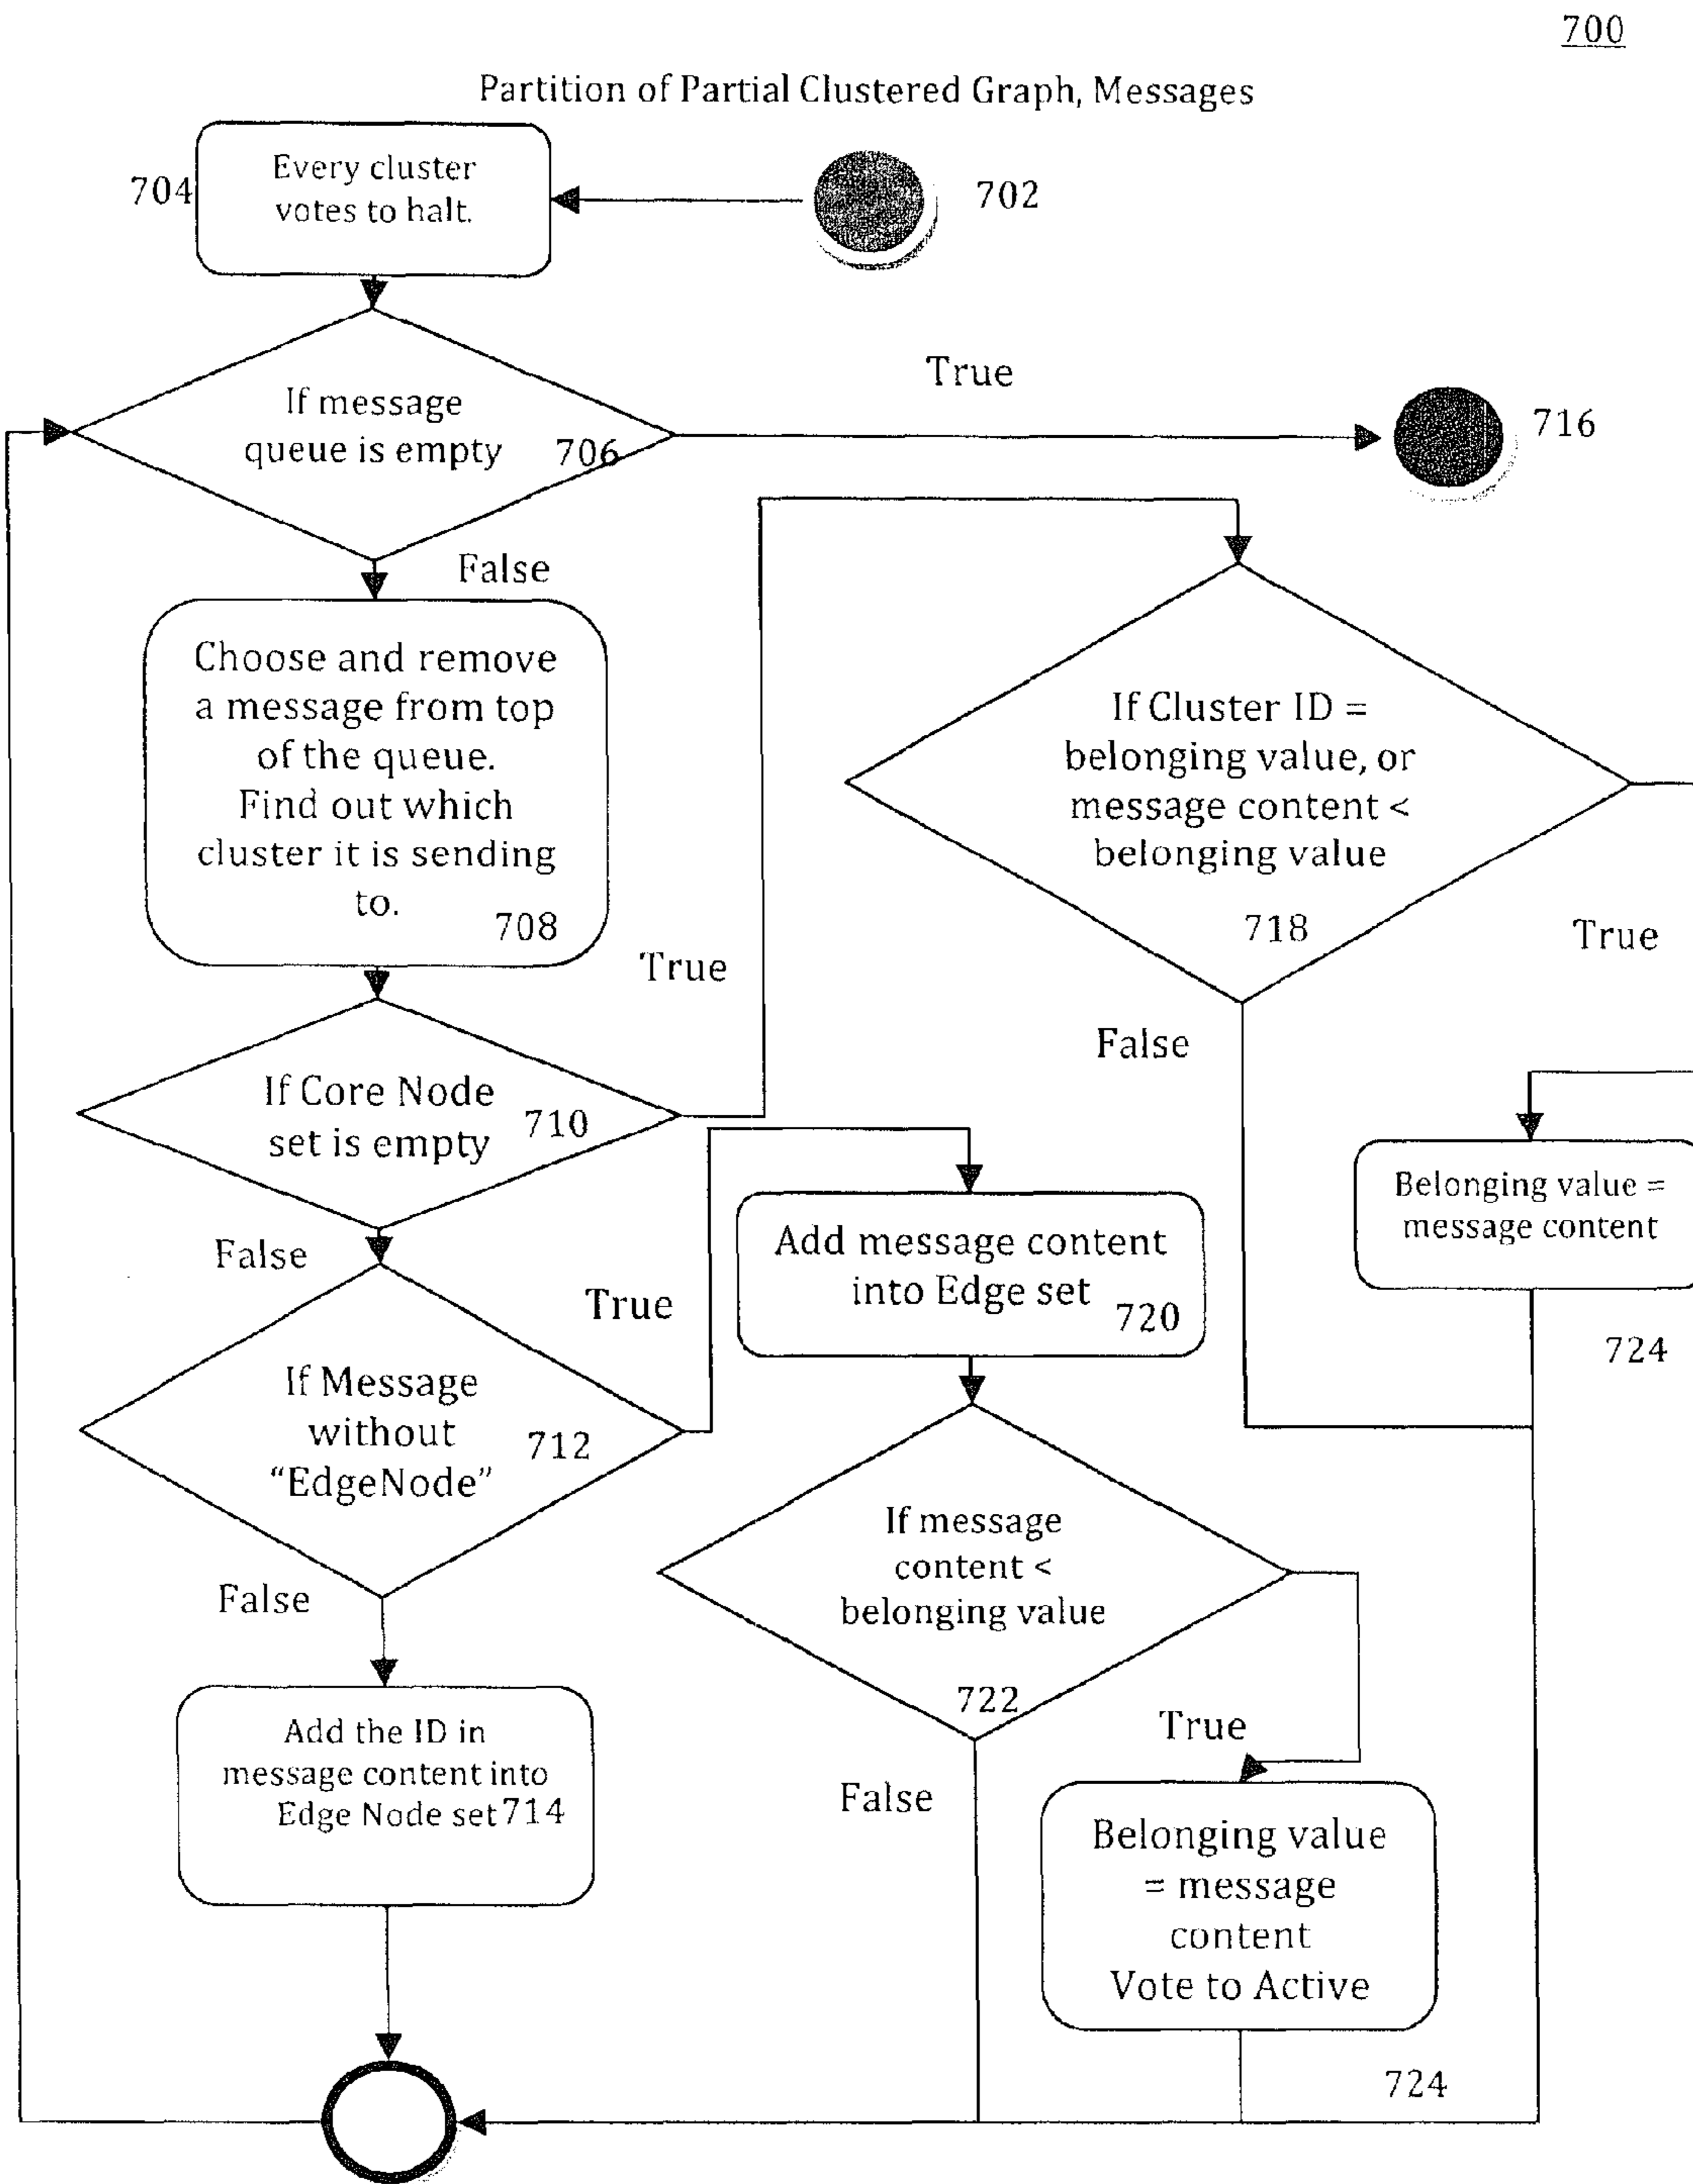 700
Partition of Partial Clustered Graph, Messages
Every cluster
votes to halt.
704
702
If message
queue is empty
706
True
716
False
Choose and remove
a message from top
of the queue.
Find out which
cluster it is sending
to.
708
True
If Cluster ID =
belonging value, or
message content <
belonging value
718
True
False
If Core Node
set is empty
710
False
True
Belonging value =
message content
724
Add message content
into Edge set
720
If Message
without
"EdgeNode"
712
False
If message
content <
belonging value
722
True
False
Add the ID in
message content into
Edge Node set714
Belonging value
= message
content
Vote to Active
724